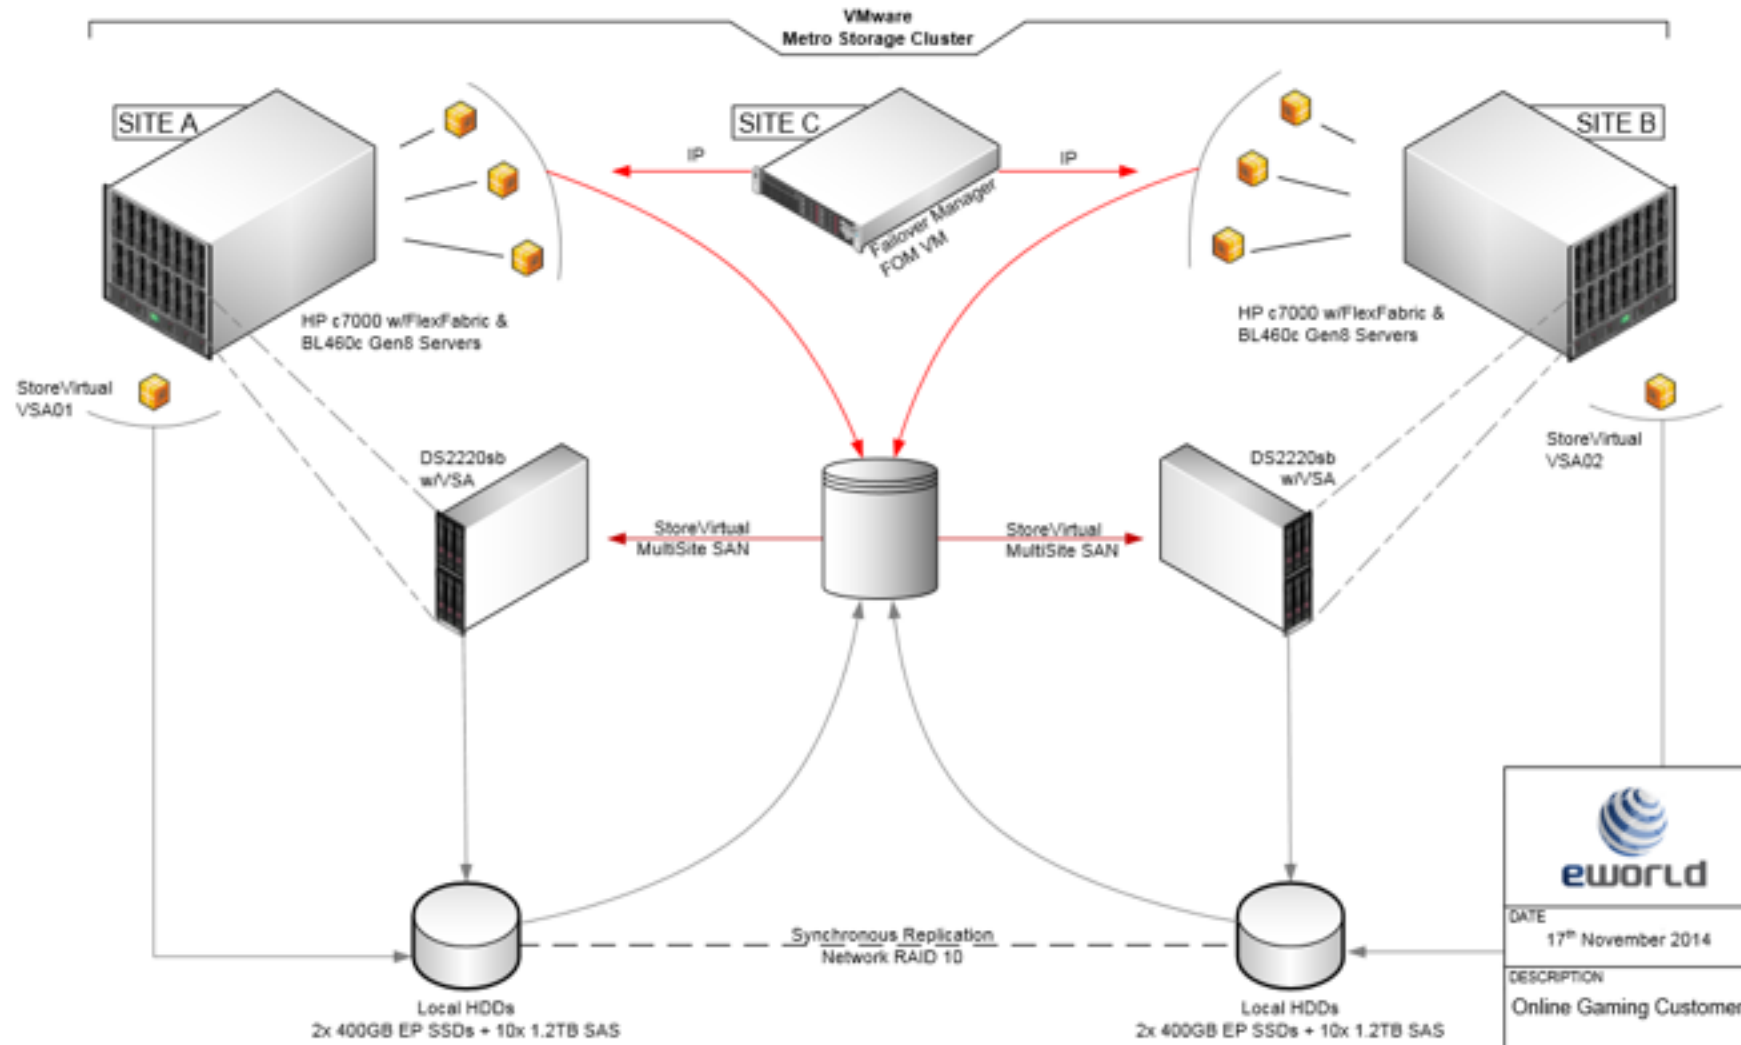 VMware
Metro Storage Cluster
SITE A
SITE C
SITE B
IP
IP
Failover Manager
FOM VM
HP c7000 w/FlexFabric &
BL460c Gen8 Servers
HP c7000 w/FlexFabric &
BL460c Gen8 Servers
StoreVirtual
VSA01
DS2220sb
w/VSA
DS2220sb
w/VSA
StoreVirtual
VSA02
StoreVirtual
MultiSite SAN
StoreVirtual
MultiSite SAN
eworld
DATE
17th November 2014
DESCRIPTION
Online Gaming Customer
Synchronous Replication
Network RAID 10
Local HDDs
2x 400GB EP SSDs + 10x 1.2TB SAS
Local HDDs
2x 400GB EP SSDs + 10x 1.2TB SAS